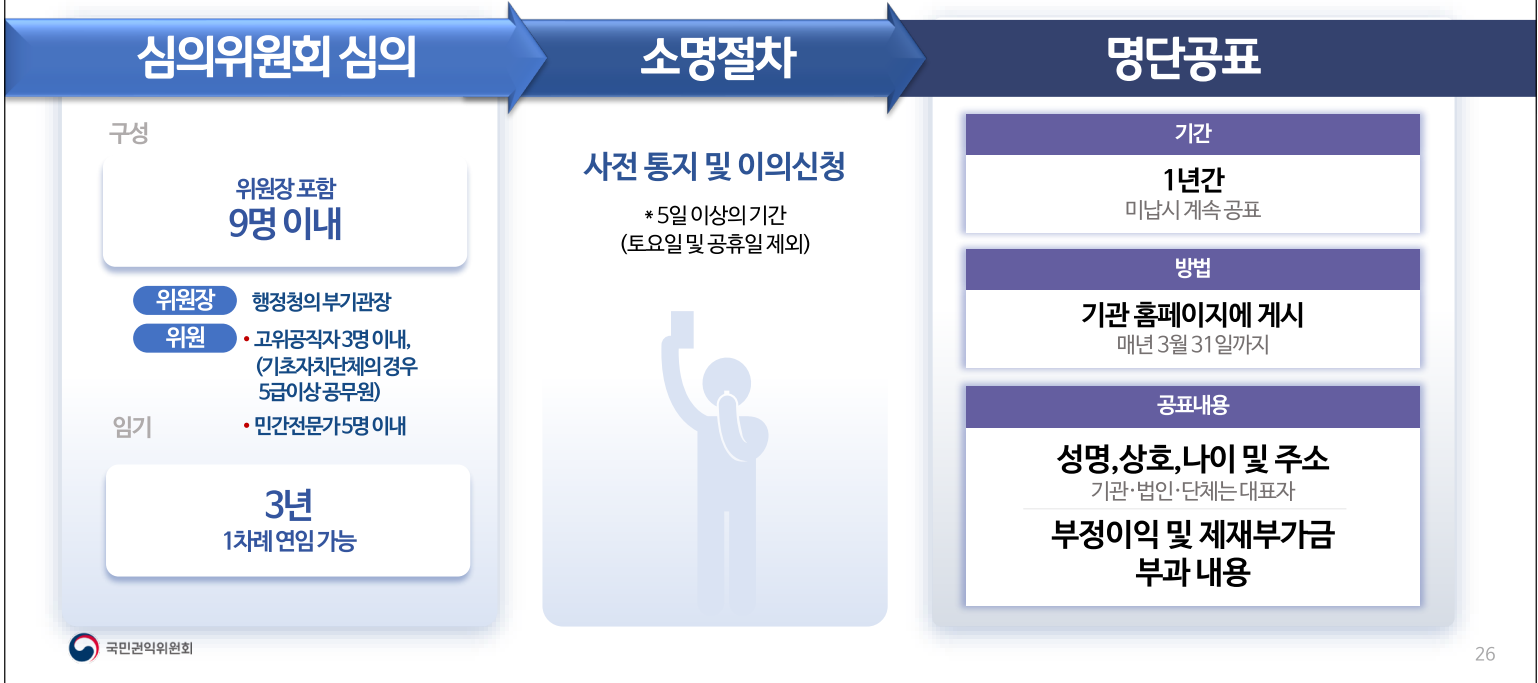 심의위원회 심의
소명절차
명단공표
구성
위원장 포함
9명 이내
위원장 행정청의 부기관장
위원 • 고위공직자 3명 이내,
(기초자치단체의 경우
5급이상 공무원)
• 민간전문가 5명 이내
임기
3년
1차례 연임 가능
사전 통지 및 이의신청
* 5일 이상의 기간
(토요일 및 공휴일 제외)
기간
1년간
미납시 계속 공표
방법
기관 홈페이지에 게시
매년 3월 31일까지
공표내용
성명,상호,나이 및 주소
기관·법인·단체는 대표자
부정이익 및 제재부가금
부과 내용
국민권익위원회
26